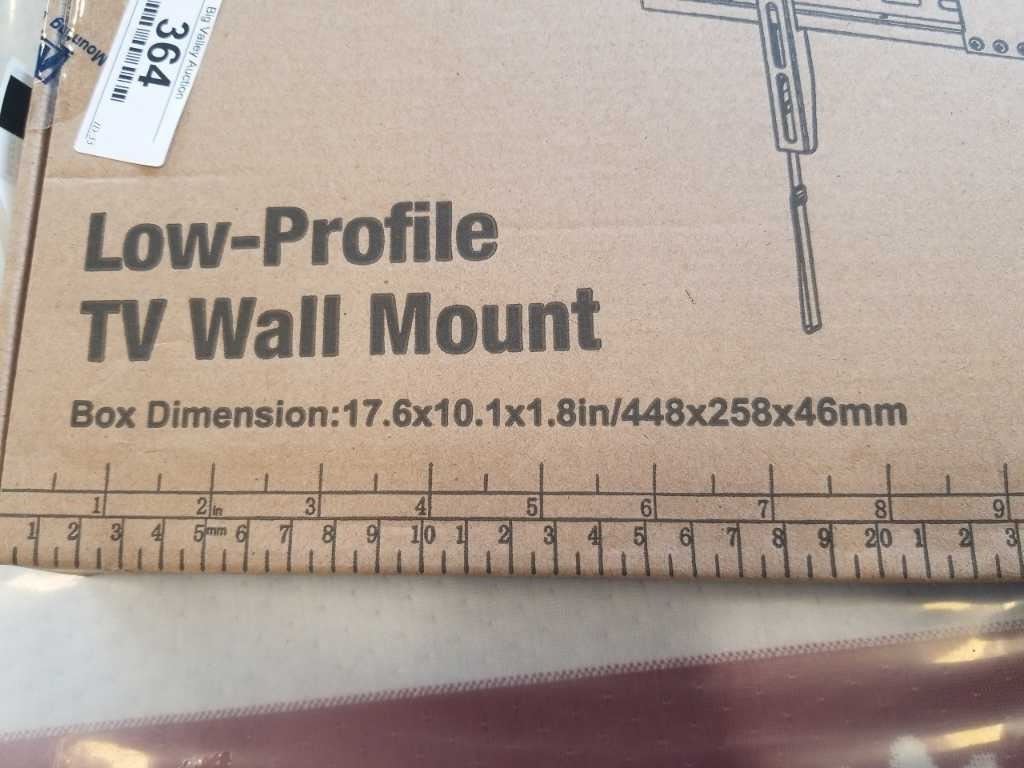 Big Valley Auction
364
Mounting
Low-Profile
TV Wall Mount
Box Dimension:17.6x10.1x1.8in/448x258x46mm
1 2 in 3 4 5 6 7 8 9
1 2 3 4 5 mm 6 7 8 9 10 1 2 3 4 5 6 7 8 9 20 1 2 3